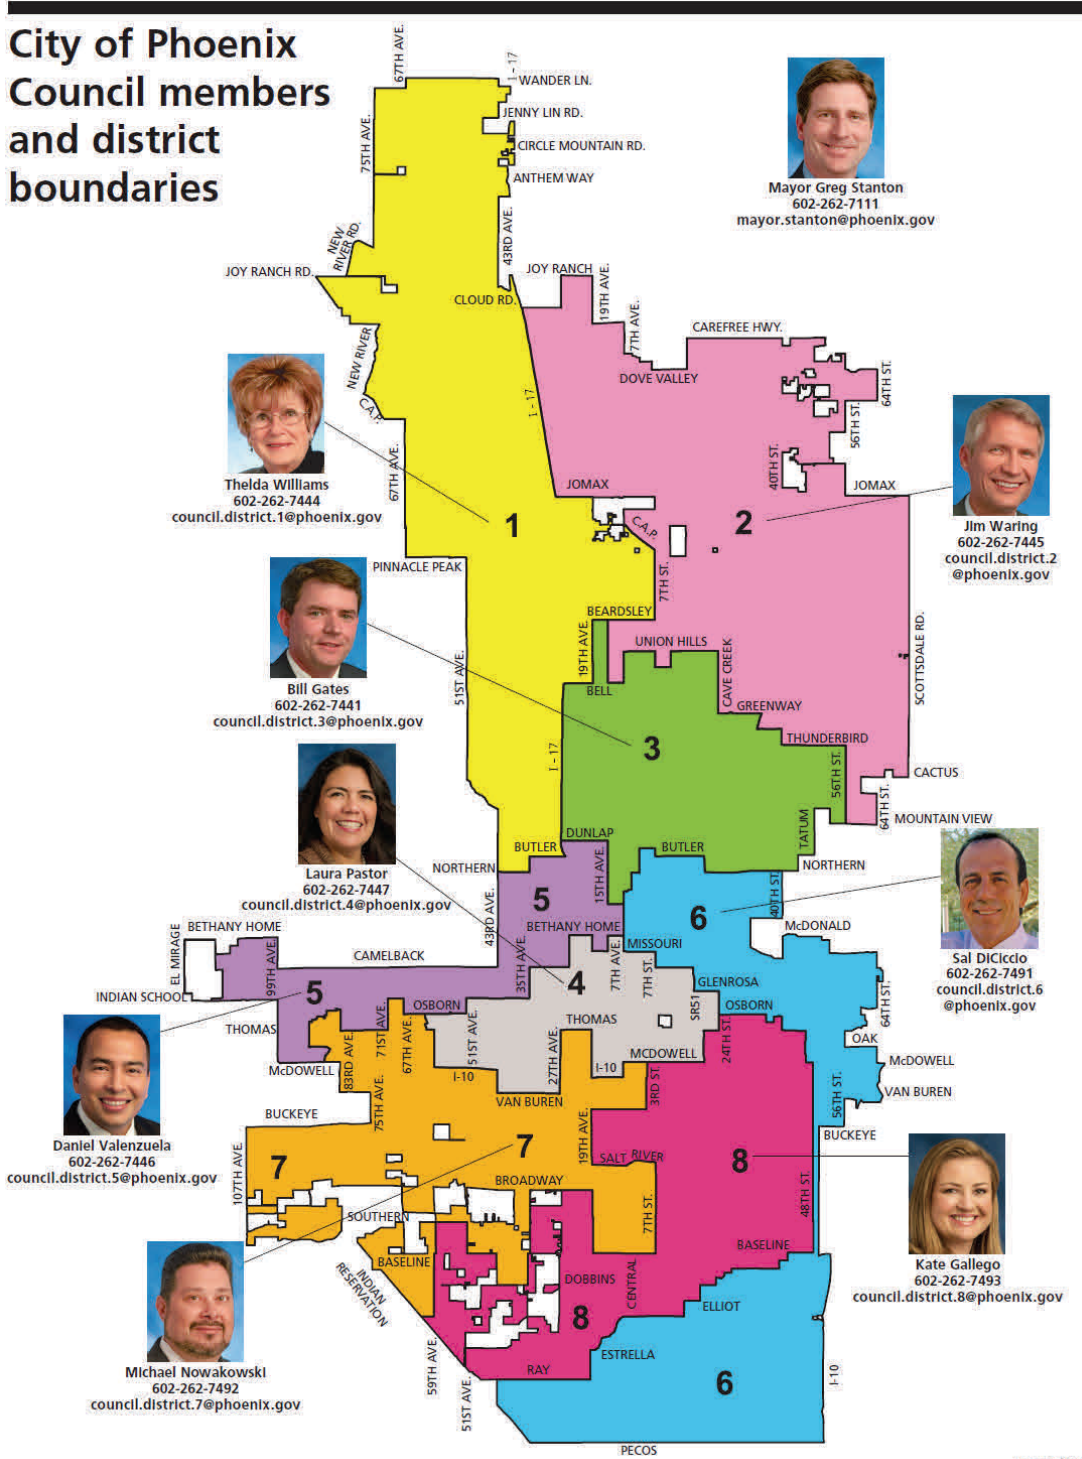 City of Phoenix
Council members
and district
boundaries
67TH AVE.
I - 17
WANDER LN.
JENNY LIN RD.
75TH AVE.
CIRCLE MOUNTAIN RD.
ANTHEM WAY
Mayor Greg Stanton
602-262-7111
mayor.stanton@phoenix.gov
NEW
RIVER RD.
43RD AVE.
JOY RANCH RD.
JOY RANCH
CLOUD RD.
19TH AVE.
7TH AVE.
CAREFREE HWY.
NEW RIVER
DOVE VALLEY
64TH ST.
C.A.P.
I - 17
56TH ST.
67TH AVE.
40TH ST.
Thelda Williams
602-262-7444
council.district.1@phoenix.gov
JOMAX
JOMAX
1
2
C.A.P.
Jim Waring
602-262-7445
council.district.2
@phoenix.gov
PINNACLE PEAK
7TH ST.
BEARDSLEY
19TH AVE.
UNION HILLS
51ST AVE.
CAVE CREEK
SCOTTSDALE RD.
Bill Gates
602-262-7441
council.district.3@phoenix.gov
BELL
GREENWAY
THUNDERBIRD
3
I - 17
56TH ST.
CACTUS
64TH ST.
MOUNTAIN VIEW
DUNLAP
TATUM
BUTLER
BUTLER
NORTHERN
NORTHERN
Laura Pastor
602-262-7447
council.district.4@phoenix.gov
15TH AVE.
40TH ST.
5
6
43RD AVE.
EL MIRAGE
BETHANY HOME
BETHANY HOME
McDONALD
MISSOURI
CAMELBACK
35TH AVE.
7TH AVE.
7TH ST.
Sal DiCiccio
602-262-7491
council.district.6
@phoenix.gov
99TH AVE.
4
GLENROSA
INDIAN SCHOOL
5
OSBORN
SR51
OSBORN
64TH ST.
THOMAS
71ST AVE.
67TH AVE.
51ST AVE.
THOMAS
24TH ST.
OAK
83RD AVE.
27TH AVE.
MCDOWELL
McDOWELL
McDOWELL
I-10
I-10
3RD ST.
VAN BUREN
VAN BUREN
75TH AVE.
56TH ST.
BUCKEYE
BUCKEYE
Daniel Valenzuela
602-262-7446
council.district.5@phoenix.gov
107TH AVE
7
7
19TH AVE.
SALT RIVER
8
BROADWAY
48TH ST.
SOUTHERN
7TH ST.
BASELINE
BASELINE
INDIAN
RESERVATION
Kate Gallego
602-262-7493
council.district.8@phoenix.gov
DOBBINS
CENTRAL
8
ELLIOT
59TH AVE.
ESTRELLA
RAY
Michael Nowakowski
602-262-7492
council.district.7@phoenix.gov
51ST AVE.
6
I-10
PECOS